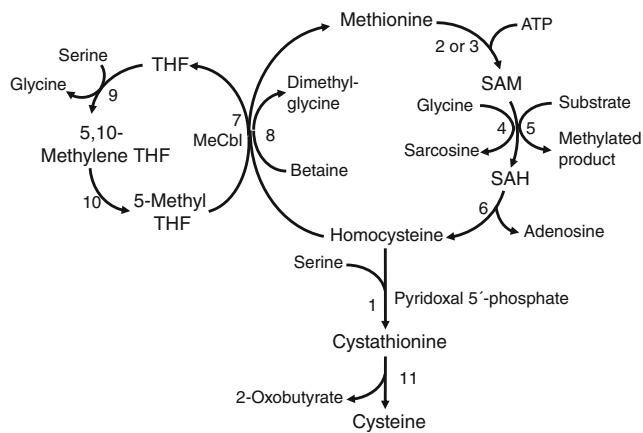 Methionine
ATP
2 or 3
SAM
Serine
THF
Glycine
9
5,10-
Methylene THF
10
5-Methyl
THF
7
MeCbl
8
Dimethyl-
glycine
Betaine
Glycine
Substrate
4
5
Sarcosine
Methylated
product
SAH
6
Adenosine
Homocysteine
Serine
1
Pyridoxal 5´-phosphate
Cystathionine
11
2-Oxobutyrate
Cysteine